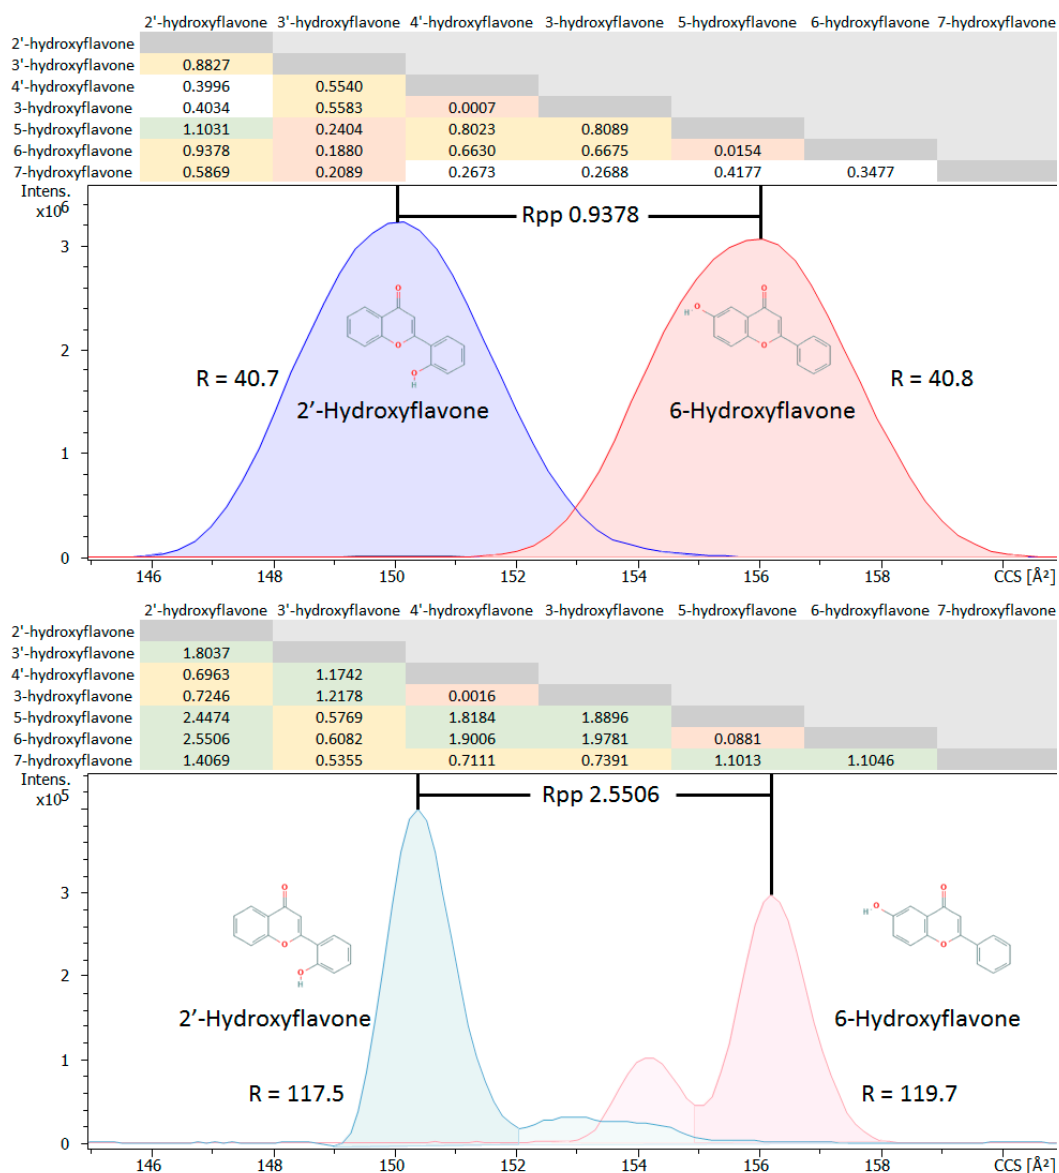 2'-hydroxyflavone 3'-hydroxyflavone 4'-hydroxyflavone 3-hydroxyflavone 5-hydroxyflavone 6-hydroxyflavone 7-hydroxyflavone
2'-hydroxyflavone
3'-hydroxyflavone 0.8827
4'-hydroxyflavone 0.3996 0.5540
3-hydroxyflavone 0.4034 0.5583 0.0007
5-hydroxyflavone 1.1031 0.2404 0.8023 0.8089
6-hydroxyflavone 0.9378 0.1880 0.6630 0.6675 0.0154
7-hydroxyflavone 0.5869 0.2089 0.2673 0.2688 0.4177 0.3477
Intens.
x10⁶
Rpp 0.9378
3
O
O
O
H
O
H
O
O
2
R = 40.7
R = 40.8
2’-Hydroxyflavone
6-Hydroxyflavone
1
0
146 148 150 152 154 156 158 CCS [Å²]
2'-hydroxyflavone 3'-hydroxyflavone 4'-hydroxyflavone 3-hydroxyflavone 5-hydroxyflavone 6-hydroxyflavone 7-hydroxyflavone
2'-hydroxyflavone
3'-hydroxyflavone 1.8037
4'-hydroxyflavone 0.6963 1.1742
3-hydroxyflavone 0.7246 1.2178 0.0016
5-hydroxyflavone 2.4474 0.5769 1.8184 1.8896
6-hydroxyflavone 2.5506 0.6082 1.9006 1.9781 0.0881
7-hydroxyflavone 1.4069 0.5355 0.7111 0.7391 1.1013 1.1046
Intens.
x10⁵
Rpp 2.5506
3
O
O
O
H
O
H
O
O
2
2’-Hydroxyflavone
6-Hydroxyflavone
1
R = 117.5
R = 119.7
0
146 148 150 152 154 156 158 CCS [Å²]